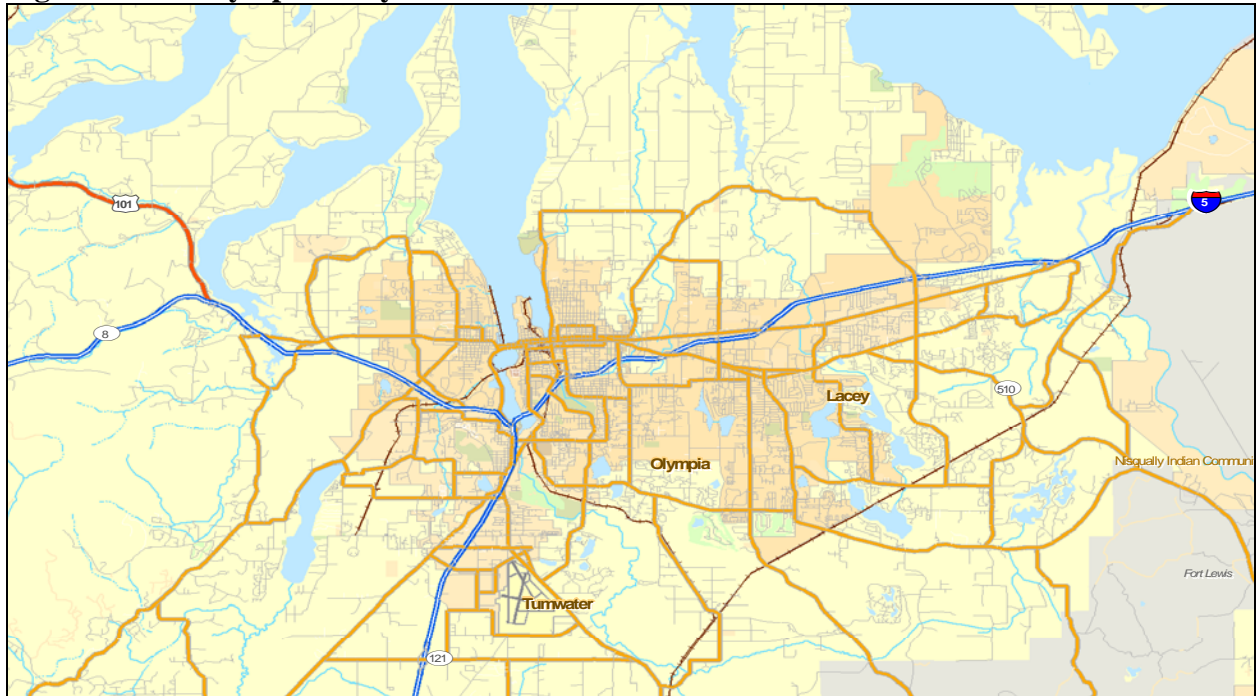 101
5
8
Lacey
510
Olympia
Nisqually Indian Communi
Fort Lewis
Tumwater
121